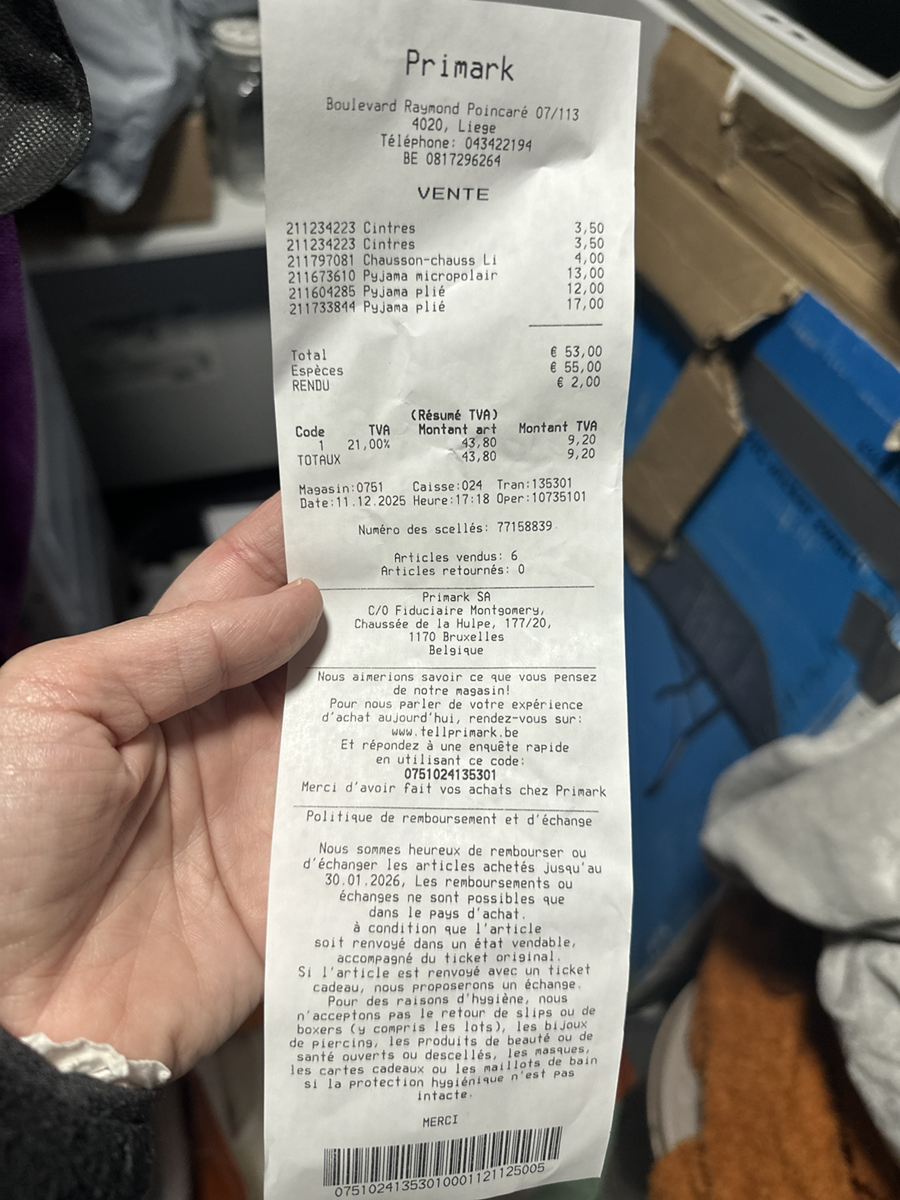 Primark
Boulevard Raymond Poincaré 07/113
4020, Liege
Téléphone: 043422194
BE 0817296264
VENTE
211234223 Cintres 3,50
211234223 Cintres 3,50
211797081 Chausson-chauss Li 4,00
211673610 Pyjama micropolair 13,00
211604285 Pyjama plié 12,00
211733844 Pyjama plié 17,00
Total € 53,00
Espèces € 55,00
RENDU € 2,00
(Résumé TVA)
Code TVA Montant art Montant TVA
1 21,00% 43,80 9,20
TOTAUX 43,80 9,20
Magasin:0751 Caisse:024 Tran:135301
Date:11.12.2025 Heure:17:18 Oper:10735101
Numéro des scellés: 77158839
Articles vendus: 6
Articles retournés: 0
Primark SA
C/O Fiduciaire Montgomery,
Chaussée de la Hulpe, 177/20,
1170 Bruxelles
Belgique
Nous aimerions savoir ce que vous pensez
de notre magasin!
Pour nous parler de votre expérience
d'achat aujourd'hui, rendez-vous sur:
www.tellprimark.be
Et répondez à une enquête rapide
en utilisant ce code:
0751024135301
Merci d'avoir fait vos achats chez Primark
Politique de remboursement et d'échange
Nous sommes heureux de rembourser ou
d'échanger les articles achetés jusqu'au
30.01.2026, Les remboursements ou
échanges ne sont possibles que
dans le pays d'achat.
à condition que l'article
soit renvoyé dans un état vendable,
accompagné du ticket original.
Si l'article est renvoyé avec un ticket
cadeau, nous proposerons un échange.
Pour des raisons d'hygiène, nous
n'acceptons pas le retour de slips ou de
boxers (y compris les lots), les bijoux
de piercing, les produits de beauté ou de
santé ouverts ou descellés, les masques,
les cartes cadeaux ou les maillots de bain
si la protection hygiénique n'est pas
intacte.
MERCI
07510241353010001121125005